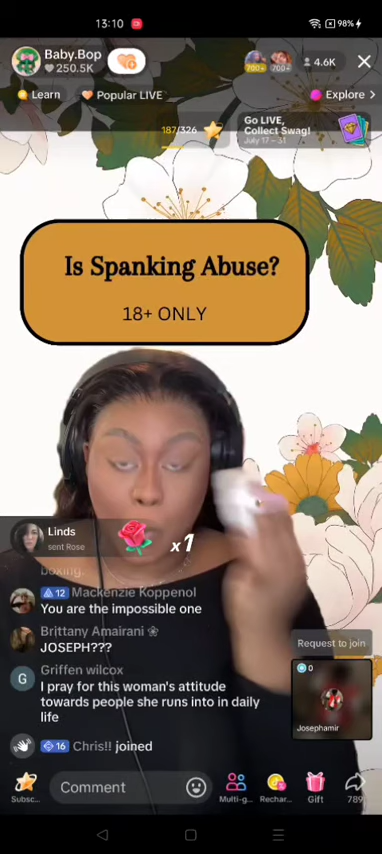 13:10
98%
Baby.Bop
250.5K
700+
700+
4.6K
Learn
Popular LIVE
Explore >
187/326
Go LIVE,
Collect Swag!
July 17 – 31
Is Spanking Abuse?
18+ ONLY
Linds
sent Rose
x1
boxing.
12 Mackenzie Koppenol
You are the impossible one
Brittany Amairani
JOSEPH???
G
Griffen wilcox
I pray for this woman's attitude
towards people she runs into in daily
life
16 Chris!! joined
Request to join
0
Josephamir
Subsc...
Comment
Multi-g...
Rechar...
Gift
789